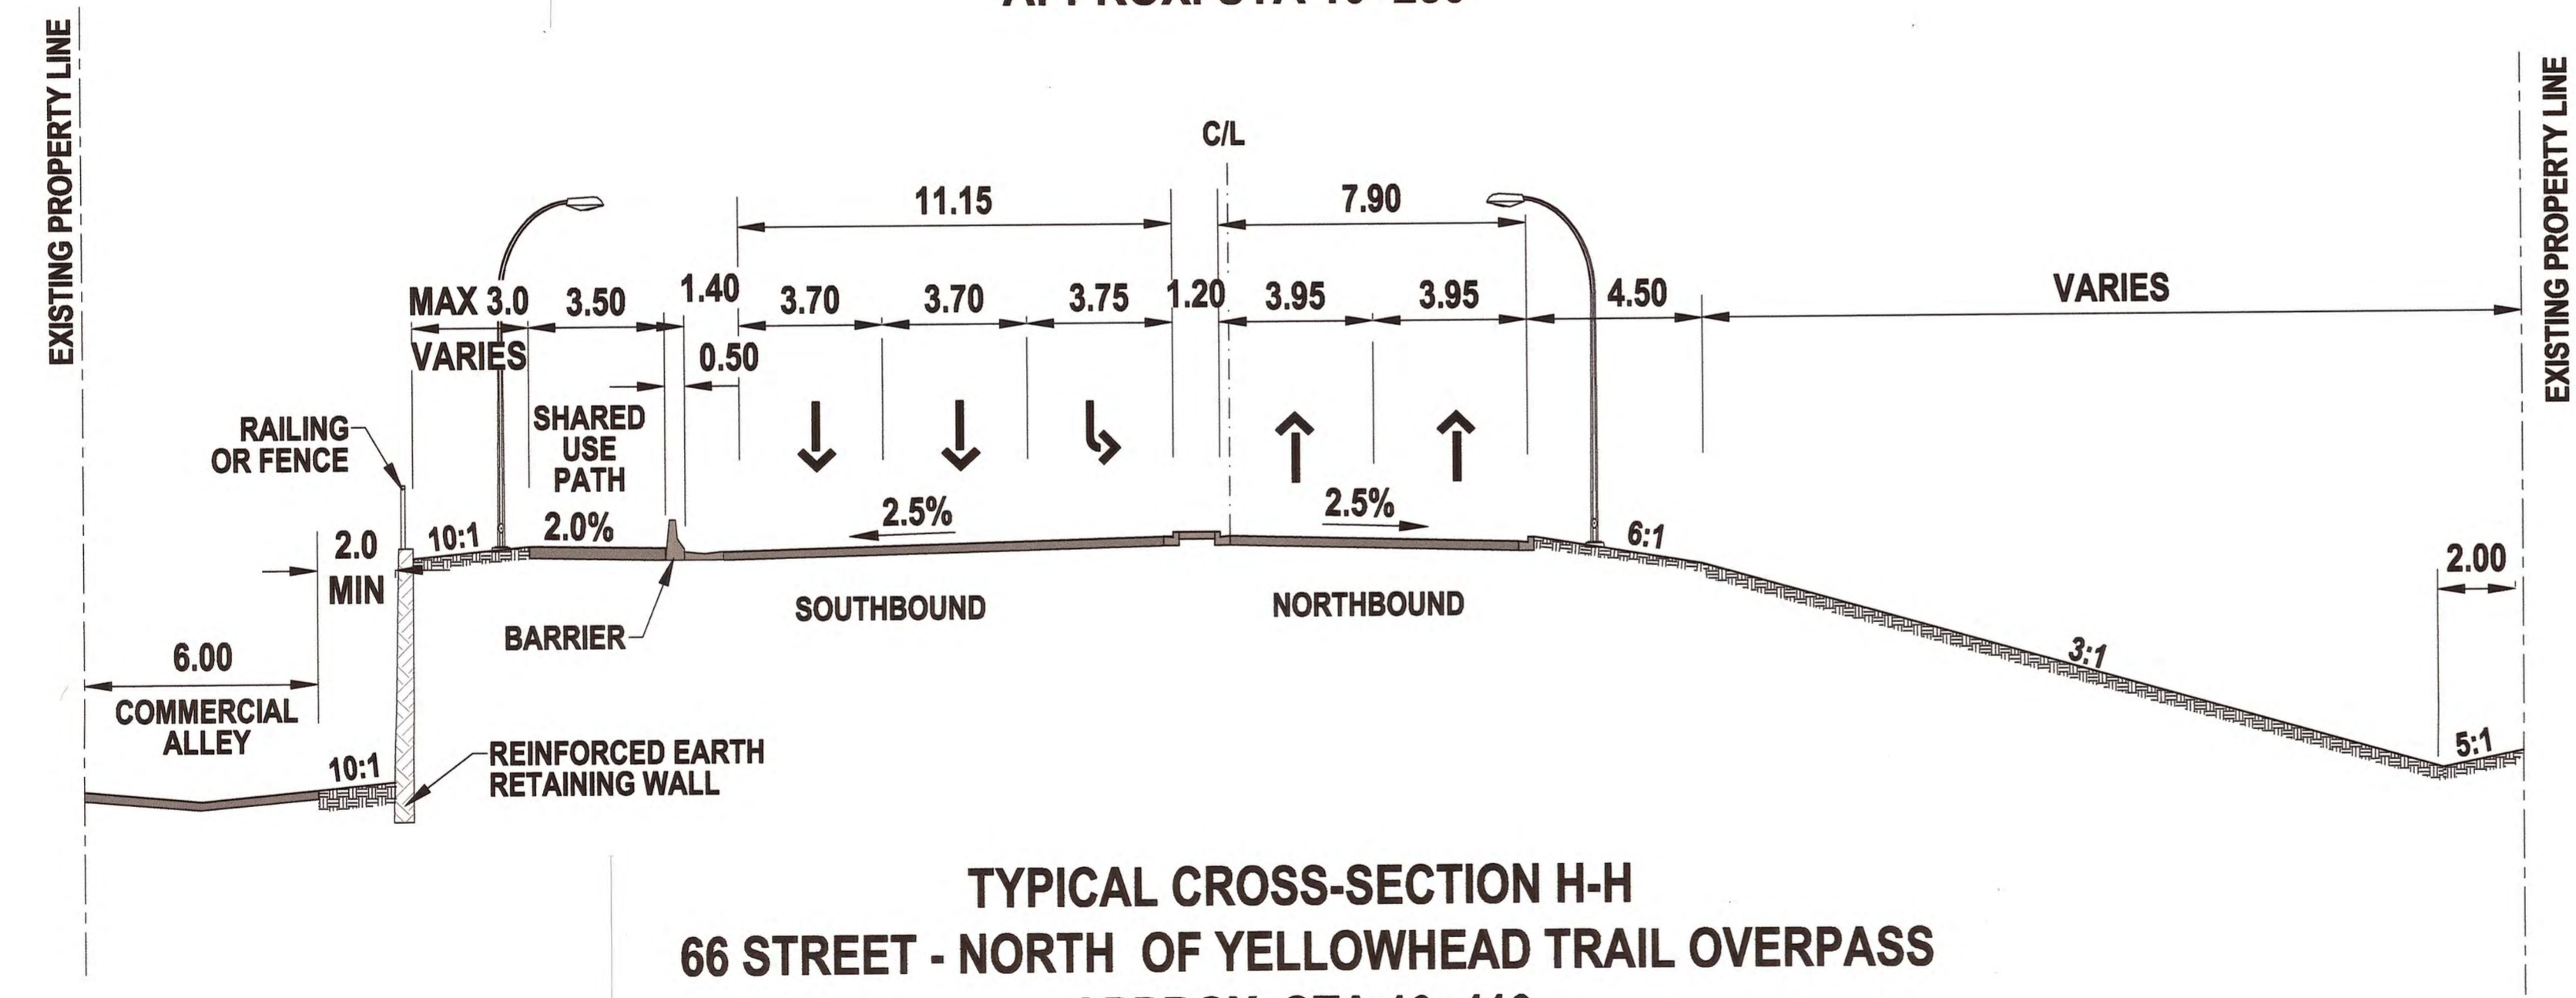 EXISTING PROPERTY LINE
EXISTING PROPERTY LINE
C/L
11.15
7.90
MAX 3.0
3.50
1.40
3.70
3.70
3.75
1.20
3.95
3.95
4.50
VARIES
VARIES
0.50
SHARED
USE
PATH
RAILING
OR FENCE
2.0
MIN
10:1
2.0%
2.5%
2.5%
6:1
2.00
SOUTHBOUND
NORTHBOUND
BARRIER
3:1
6.00
COMMERCIAL
ALLEY
10:1
REINFORCED EARTH
RETAINING WALL
5:1
TYPICAL CROSS-SECTION H-H
66 STREET - NORTH OF YELLOWHEAD TRAIL OVERPASS